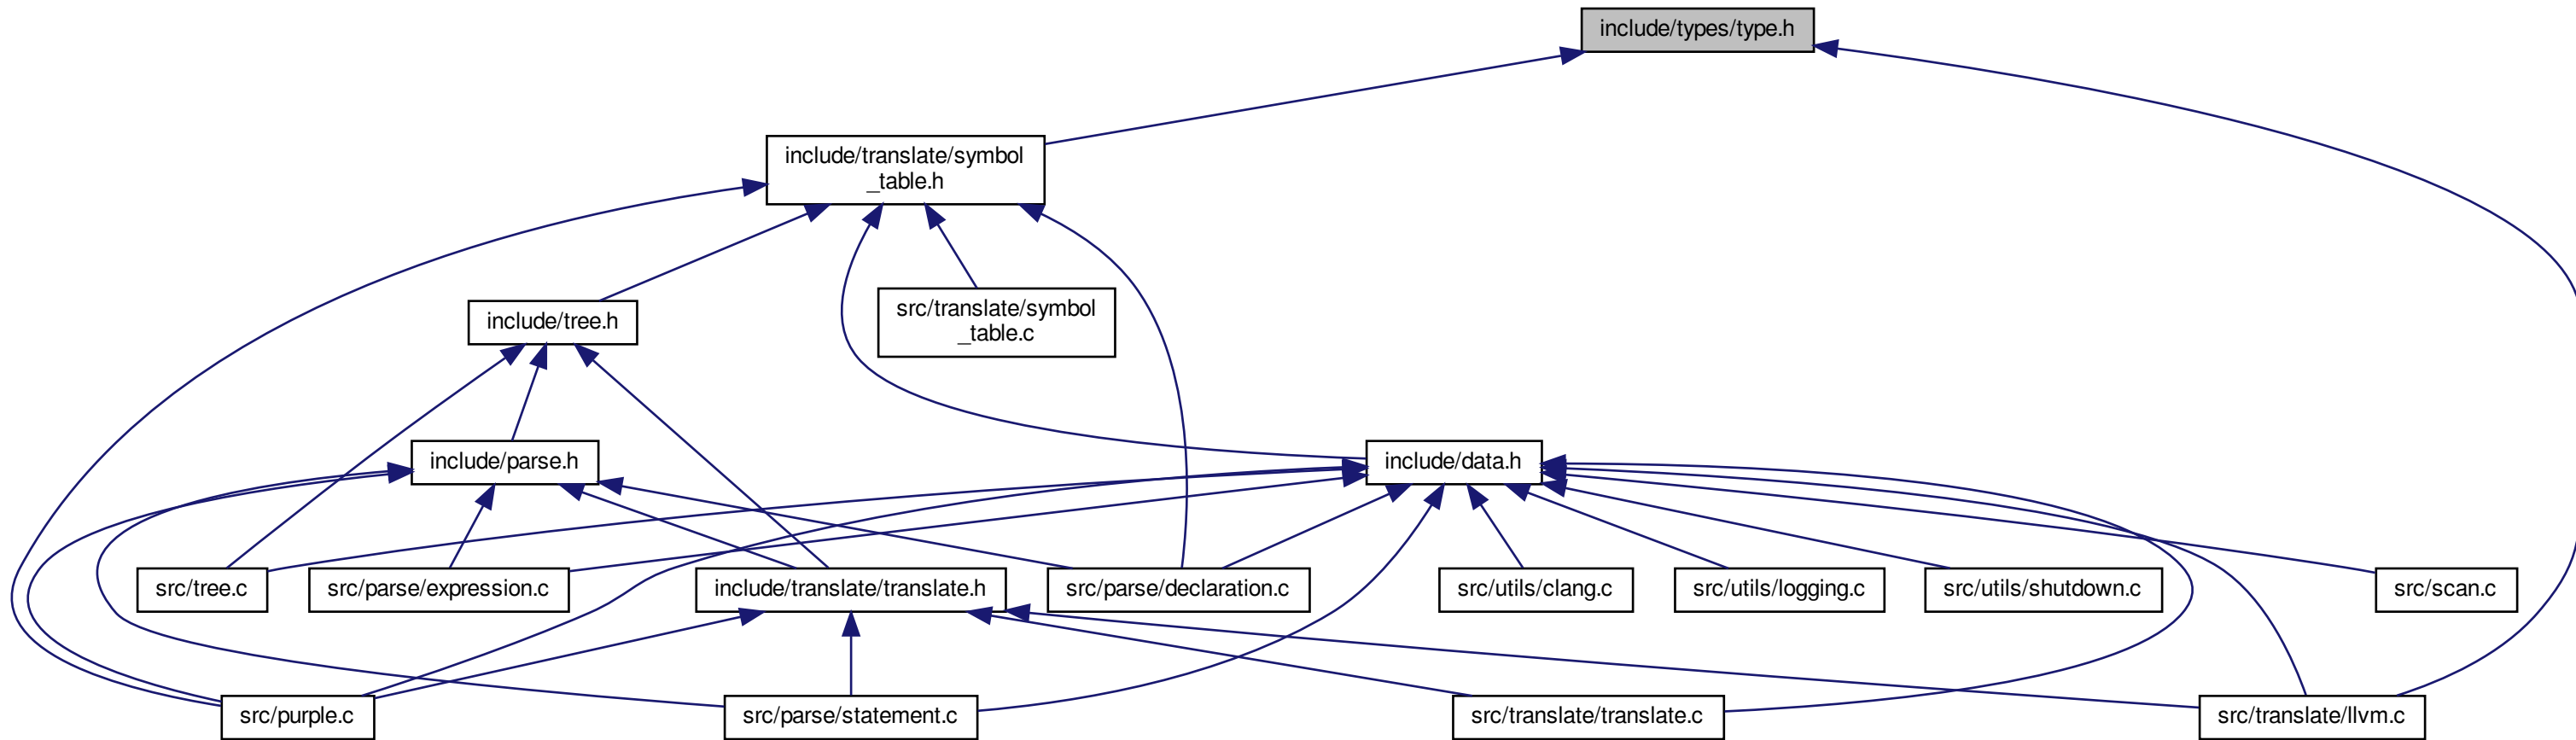 include/types/type.h
include/translate/symbol
_table.h
include/tree.h
src/translate/symbol
_table.c
include/parse.h
include/data.h
src/tree.c
src/parse/expression.c
include/translate/translate.h
src/parse/declaration.c
src/utils/clang.c
src/utils/logging.c
src/utils/shutdown.c
src/scan.c
src/purple.c
src/parse/statement.c
src/translate/translate.c
src/translate/llvm.c